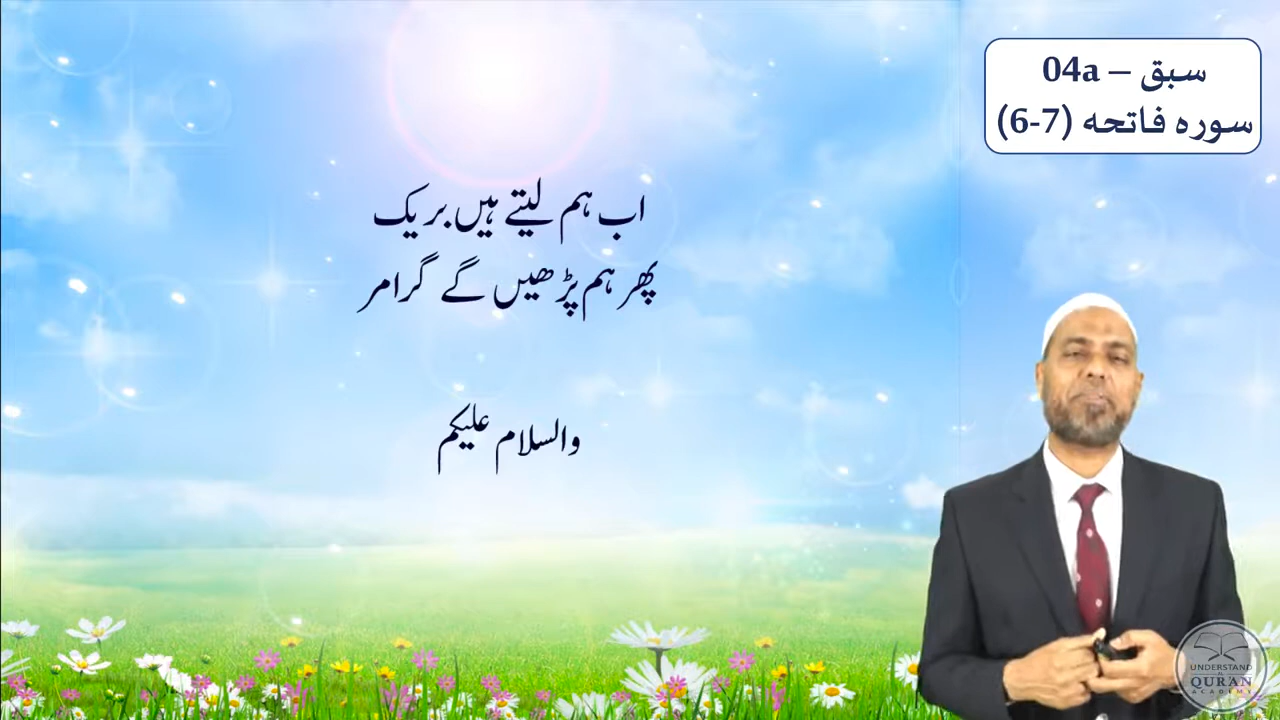 سبق – 04a
سورہ فاتحہ (6-7)
اب ہم لیتے ہیں بریک
پھر ہم پڑھیں گے گرامر
والسلام علیکم
UNDERSTAND
QURAN
ACADEMY